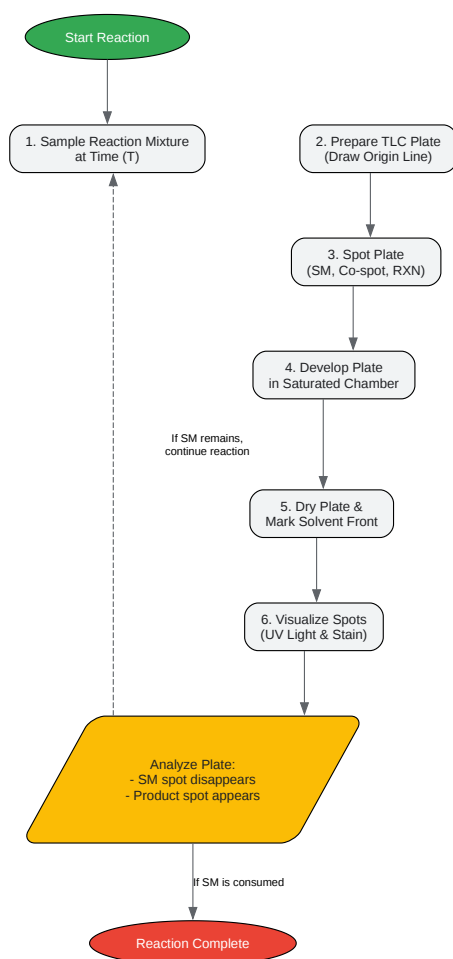 Start Reaction
1. Sample Reaction Mixture
at Time (T)
2. Prepare TLC Plate
(Draw Origin Line)
3. Spot Plate
(SM, Co-spot, RXN)
4. Develop Plate
in Saturated Chamber
If SM remains,
continue reaction
5. Dry Plate &
Mark Solvent Front
6. Visualize Spots
(UV Light & Stain)
Analyze Plate:
- SM spot disappears
- Product spot appears
If SM is consumed
Reaction Complete